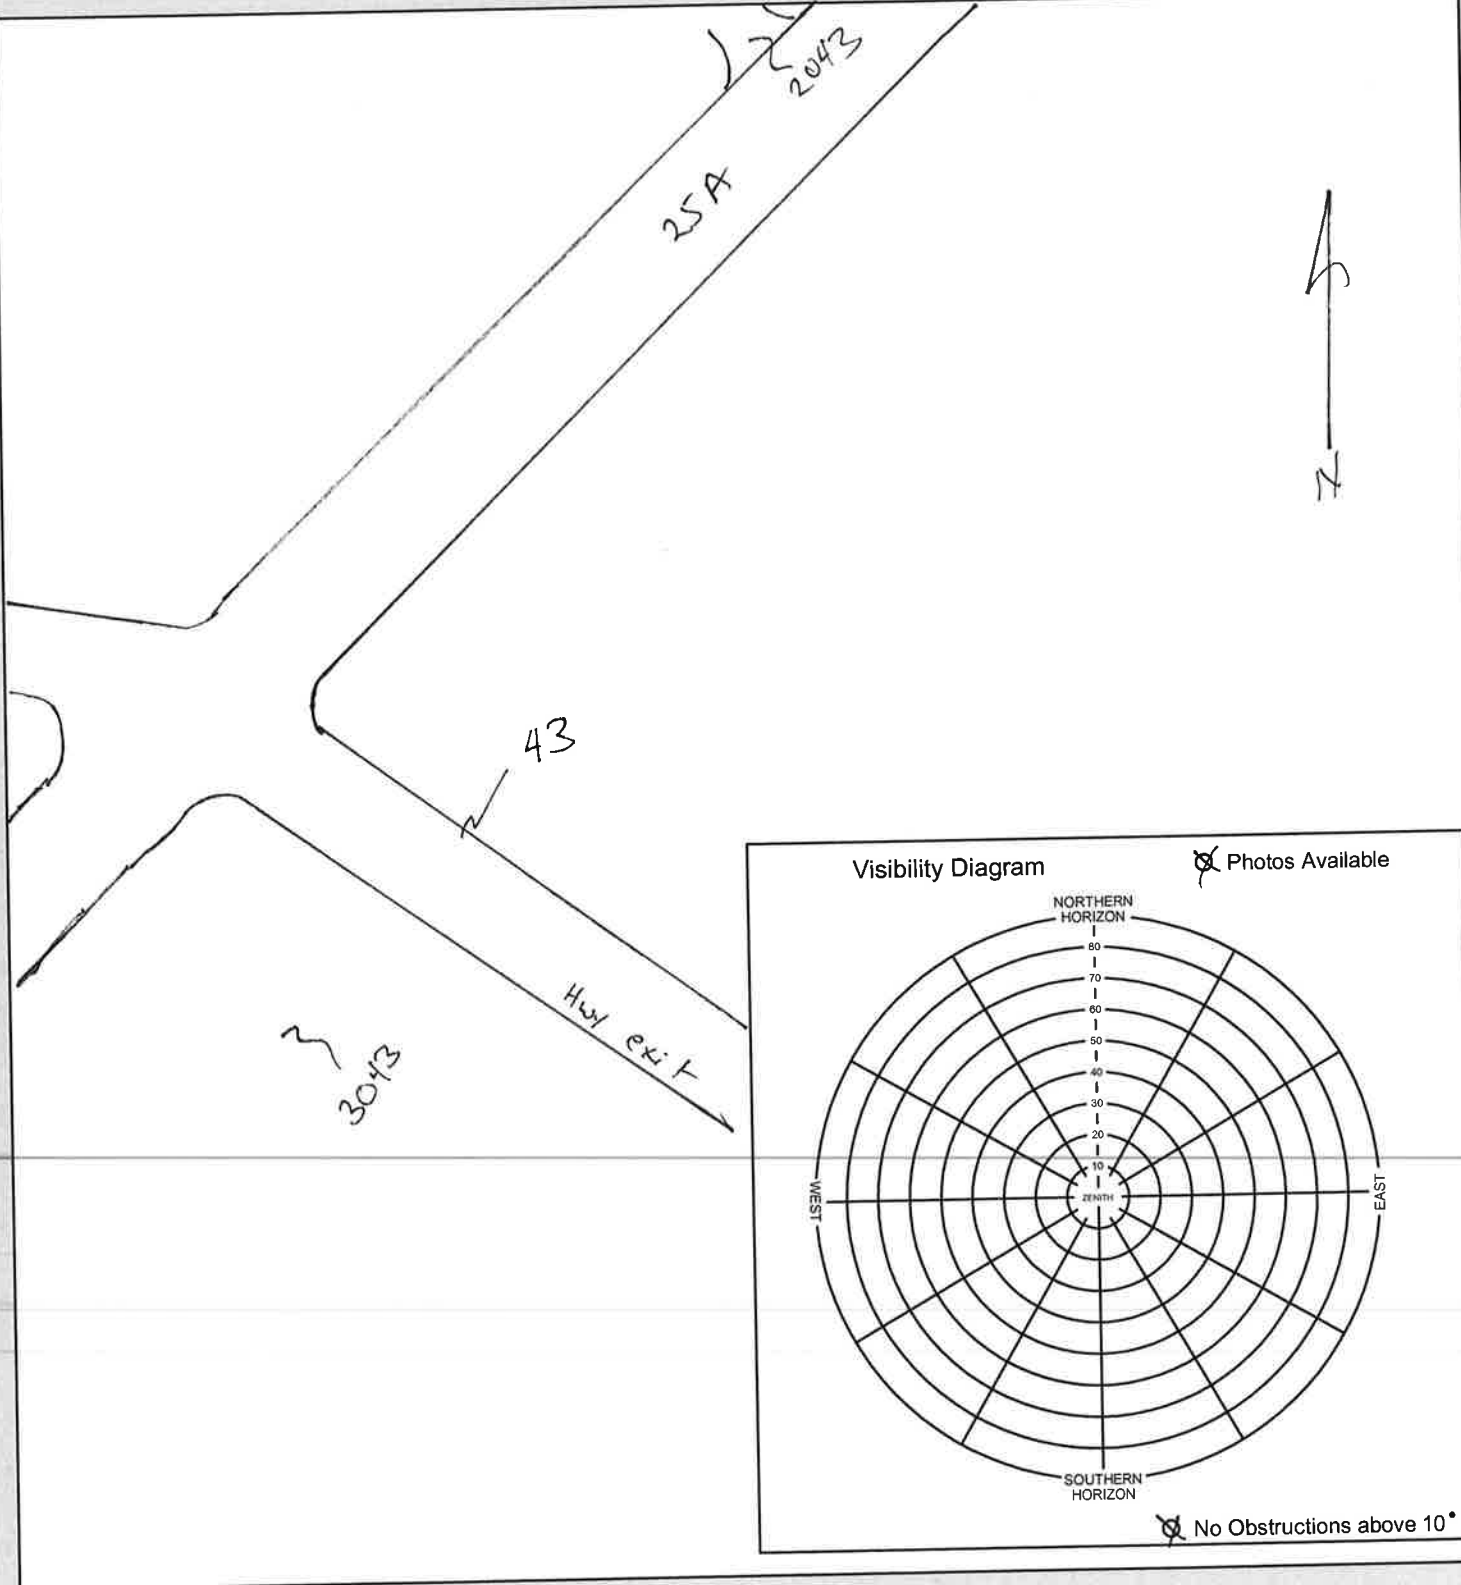 2043
25A
N
43
Hwy exit
3043
Visibility Diagram
Photos Available
NORTHERN
HORIZON
80
70
60
50
40
30
20
10
ZENITH
WEST
EAST
SOUTHERN
HORIZON
No Obstructions above 10°